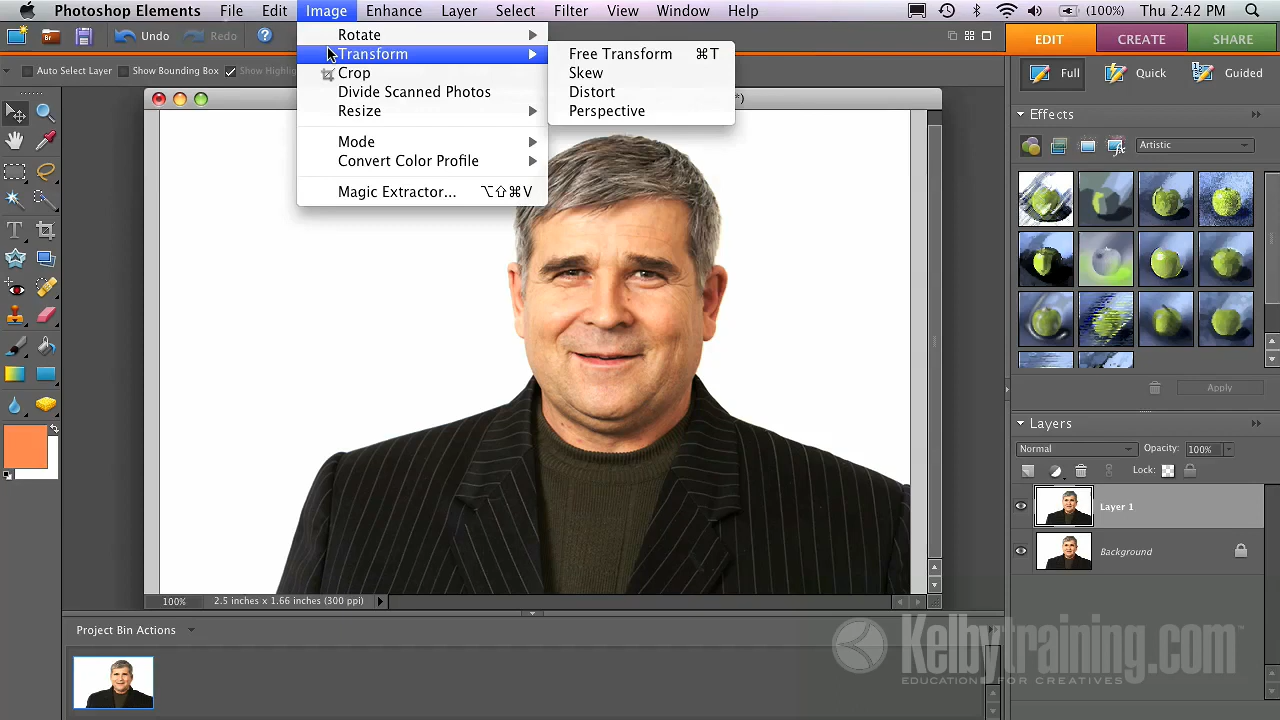 Photoshop Elements File Edit Image Enhance Layer Select Filter View Window Help (100%) Thu 2:42 PM
Br Undo Redo ? EDIT CREATE SHARE
Auto Select Layer Show Bounding Box Full Quick Guided
Rotate
Transform
Crop
Divide Scanned Photos
Resize
Mode
Convert Color Profile
Magic Extractor... ⌥⇧⌘V
Free Transform ⌘T
Skew
Distort
Perspective
*)
Effects
Artistic
Apply
Layers
Normal Opacity: 100%
Lock:
Layer 1
Background
100% 2.5 inches x 1.66 inches (300 ppi)
Project Bin Actions
Kelbytraining.com™
EDUCATION FOR CREATIVES